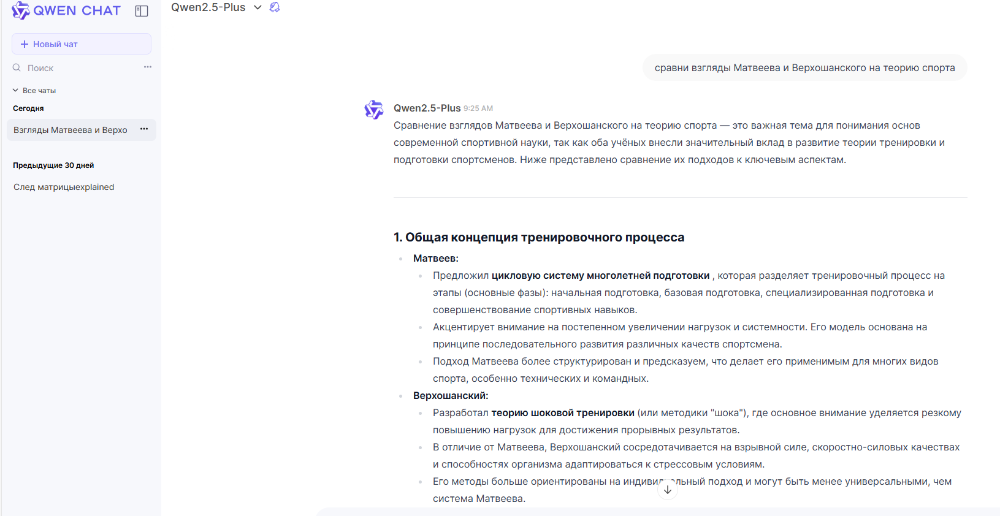 QWEN CHAT
Qwen2.5-Plus
Новый чат
Поиск
Все чаты
Сегодня
Взгляды Матвеева и Верхо
Предыдущие 30 дней
След матрицыexplained
сравни взгляды Матвеева и Верхошанского на теорию спорта
Qwen2.5-Plus 9:25 AM
Сравнение взглядов Матвеева и Верхошанского на теорию спорта — это важная тема для понимания основ
современной спортивной науки, так как оба учёных внесли значительный вклад в развитие теории тренировки и
подготовки спортсменов. Ниже представлено сравнение их подходов к ключевым аспектам.
1. Общая концепция тренировочного процесса
Матвеев:
Предложил цикловую систему многолетней подготовки , которая разделяет тренировочный процесс на
этапы (основные фазы): начальная подготовка, базовая подготовка, специализированная подготовка и
совершенствование спортивных навыков.
Акцентирует внимание на постепенном увеличении нагрузок и системности. Его модель основана на
принципе последовательного развития различных качеств спортсмена.
Подход Матвеева более структурирован и предсказуем, что делает его применимым для многих видов
спорта, особенно технических и командных.
Верхошанский:
Разработал теорию шоковой тренировки (или методики "шока"), где основное внимание уделяется резкому
повышению нагрузок для достижения прорывных результатов.
В отличие от Матвеева, Верхошанский сосредотачивается на взрывной силе, скоростно-силовых качествах
и способностях организма адаптироваться к стрессовым условиям.
Его методы больше ориентированы на индивидуальный подход и могут быть менее универсальными, чем
система Матвеева.